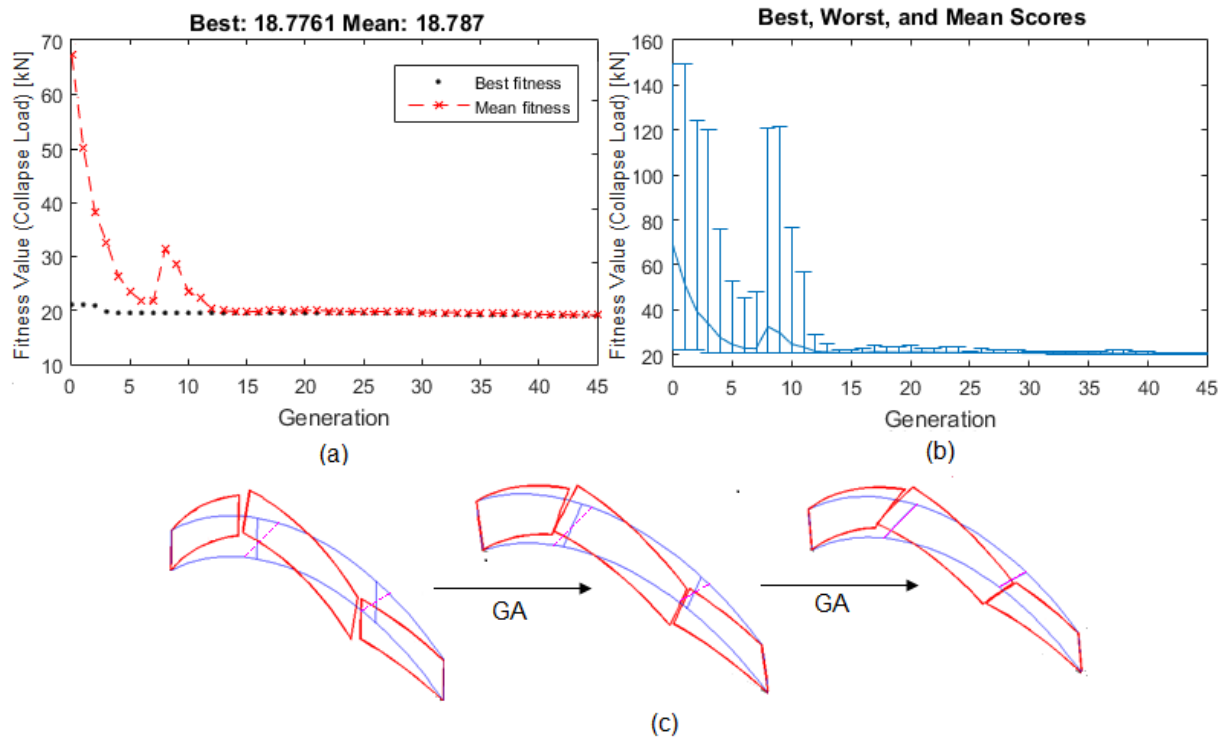 Best: 18.7761 Mean: 18.787
Fitness Value (Collapse Load) [kN]
70
60
50
40
30
20
10
Best fitness
Mean fitness
0 5 10 15 20 25 30 35 40 45
Generation
(a)
Best, Worst, and Mean Scores
Fitness Value (Collapse Load) [kN]
160
140
120
100
80
60
40
20
0 5 10 15 20 25 30 35 40 45
Generation
(b)
GA
GA
(c)